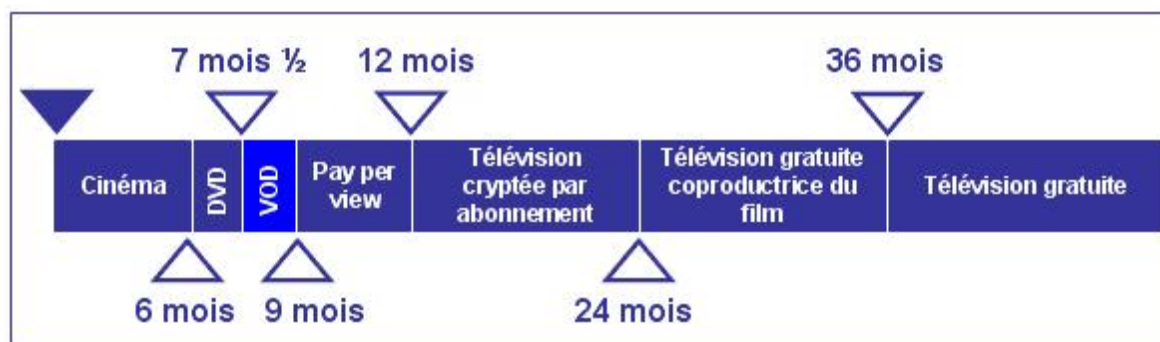 7 mois ½
12 mois
36 mois
Cinéma
DVD
VOD
Pay per
view
Télévision
cryptée par
abonnement
Télévision gratuite
coproductrice du
film
Télévision gratuite
6 mois
9 mois
24 mois